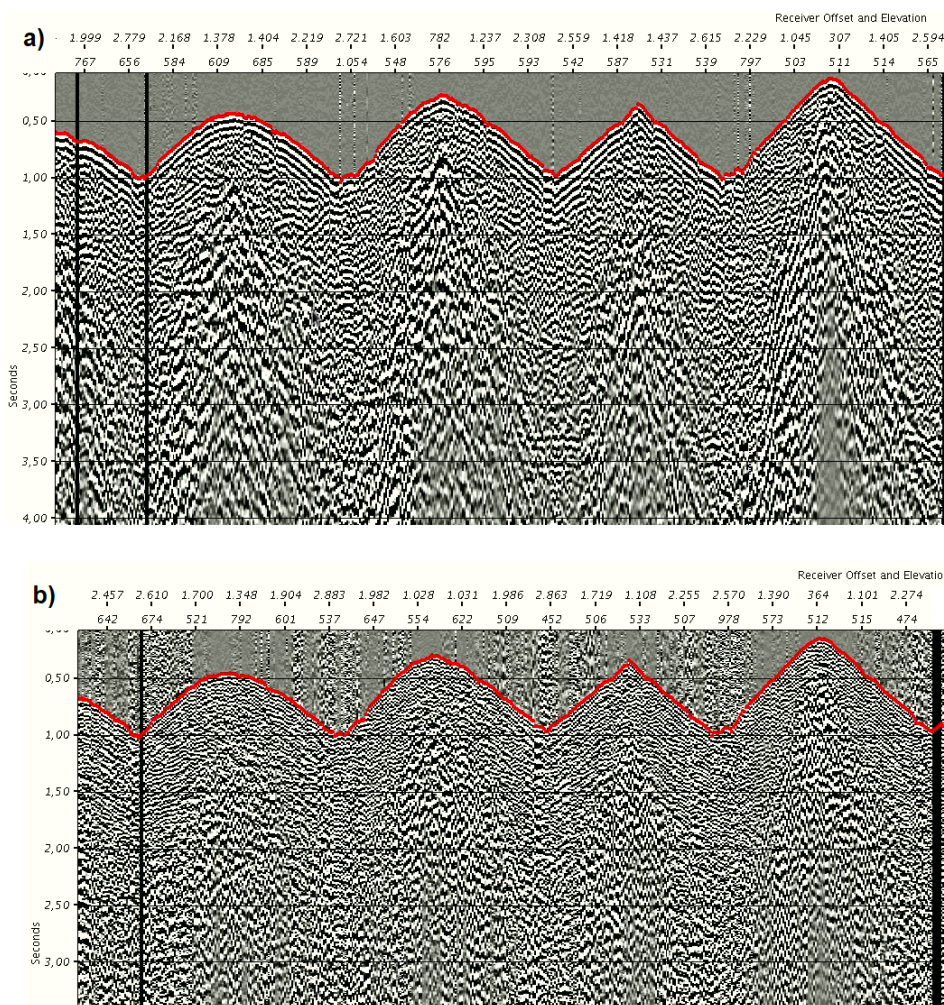 Receiver Offset and Elevation
a)
1.999 2.779 2.168 1.378 1.404 2.219 2.721 1.603 782 1.237 2.308 2.559 1.418 1.437 2.615 2.229 1.045 307 1.405 2.594
767 656 584 609 685 589 1.054 548 576 595 593 542 587 531 539 797 503 511 514 565
0,50
1,00
1,50
2,00
2,50
3,00
3,50
4,00
Seconds
Receiver Offset and Elevatio
b)
2.457 2.610 1.700 1.348 1.904 2.883 1.982 1.028 1.031 1.986 2.863 1.719 1.108 2.255 2.570 1.390 364 1.101 2.274
642 674 521 792 601 537 647 554 622 509 452 506 533 507 978 573 512 515 474
0,50
1,00
1,50
2,00
2,50
3,00
Seconds